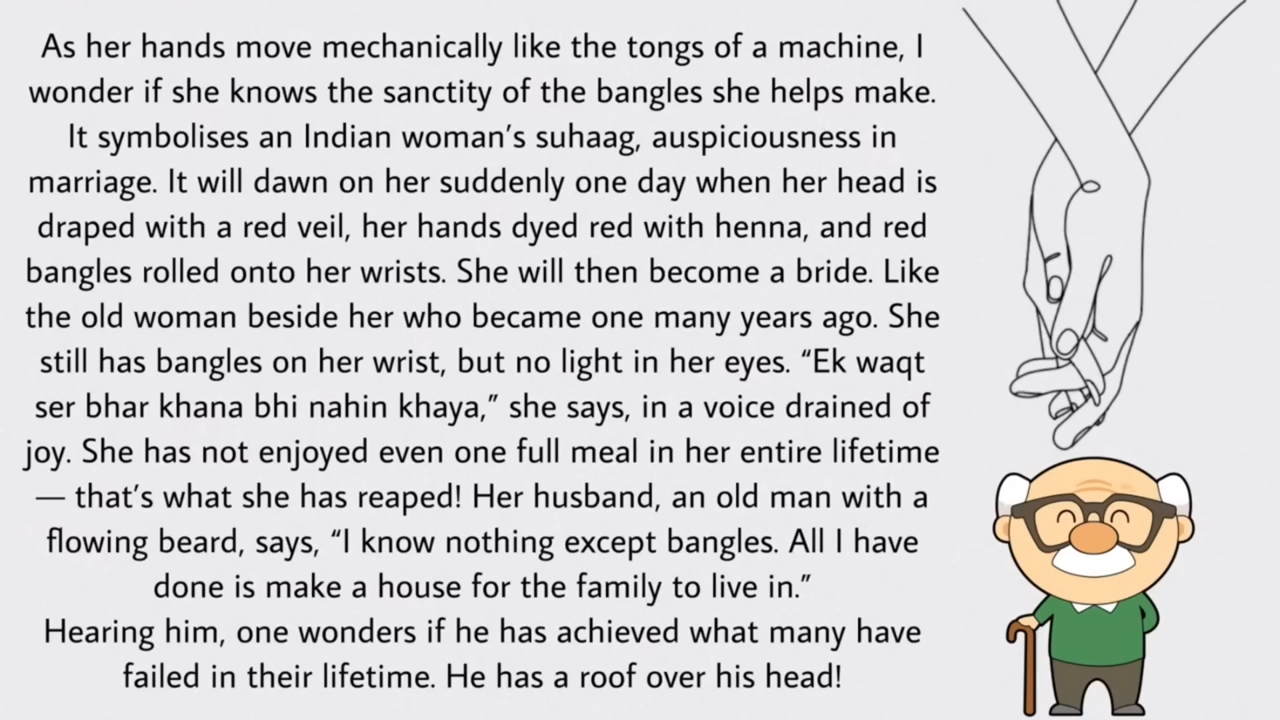 As her hands move mechanically like the tongs of a machine, I
wonder if she knows the sanctity of the bangles she helps make.
It symbolises an Indian woman’s suhaag, auspiciousness in
marriage. It will dawn on her suddenly one day when her head is
draped with a red veil, her hands dyed red with henna, and red
bangles rolled onto her wrists. She will then become a bride. Like
the old woman beside her who became one many years ago. She
still has bangles on her wrist, but no light in her eyes. “Ek waqt
ser bhar khana bhi nahin khaya,” she says, in a voice drained of
joy. She has not enjoyed even one full meal in her entire lifetime
— that’s what she has reaped! Her husband, an old man with a
flowing beard, says, “I know nothing except bangles. All I have
done is make a house for the family to live in.”
Hearing him, one wonders if he has achieved what many have
failed in their lifetime. He has a roof over his head!